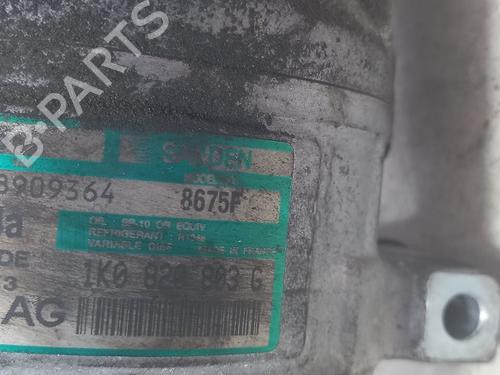 B-PARTS
SANDEN
8909364
8675F
OIL : SP-10 OR EQUIV.
REFRIGERANT : R134a
VARIABLE DISP. MADE IN FRANCE
DE
1K0 820 803 G
3
AG